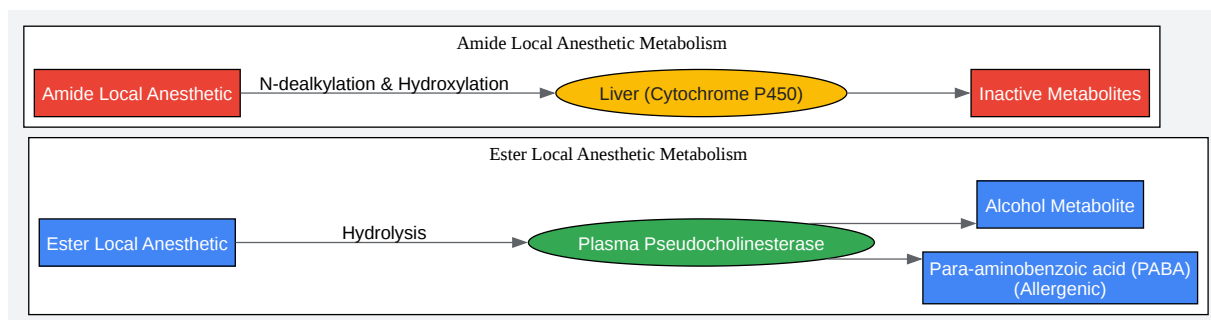 Amide Local Anesthetic Metabolism
Amide Local Anesthetic
N-dealkylation & Hydroxylation
Liver (Cytochrome P450)
Inactive Metabolites
Ester Local Anesthetic Metabolism
Ester Local Anesthetic
Hydrolysis
Plasma Pseudocholinesterase
Alcohol Metabolite
Para-aminobenzoic acid (PABA)
(Allergenic)